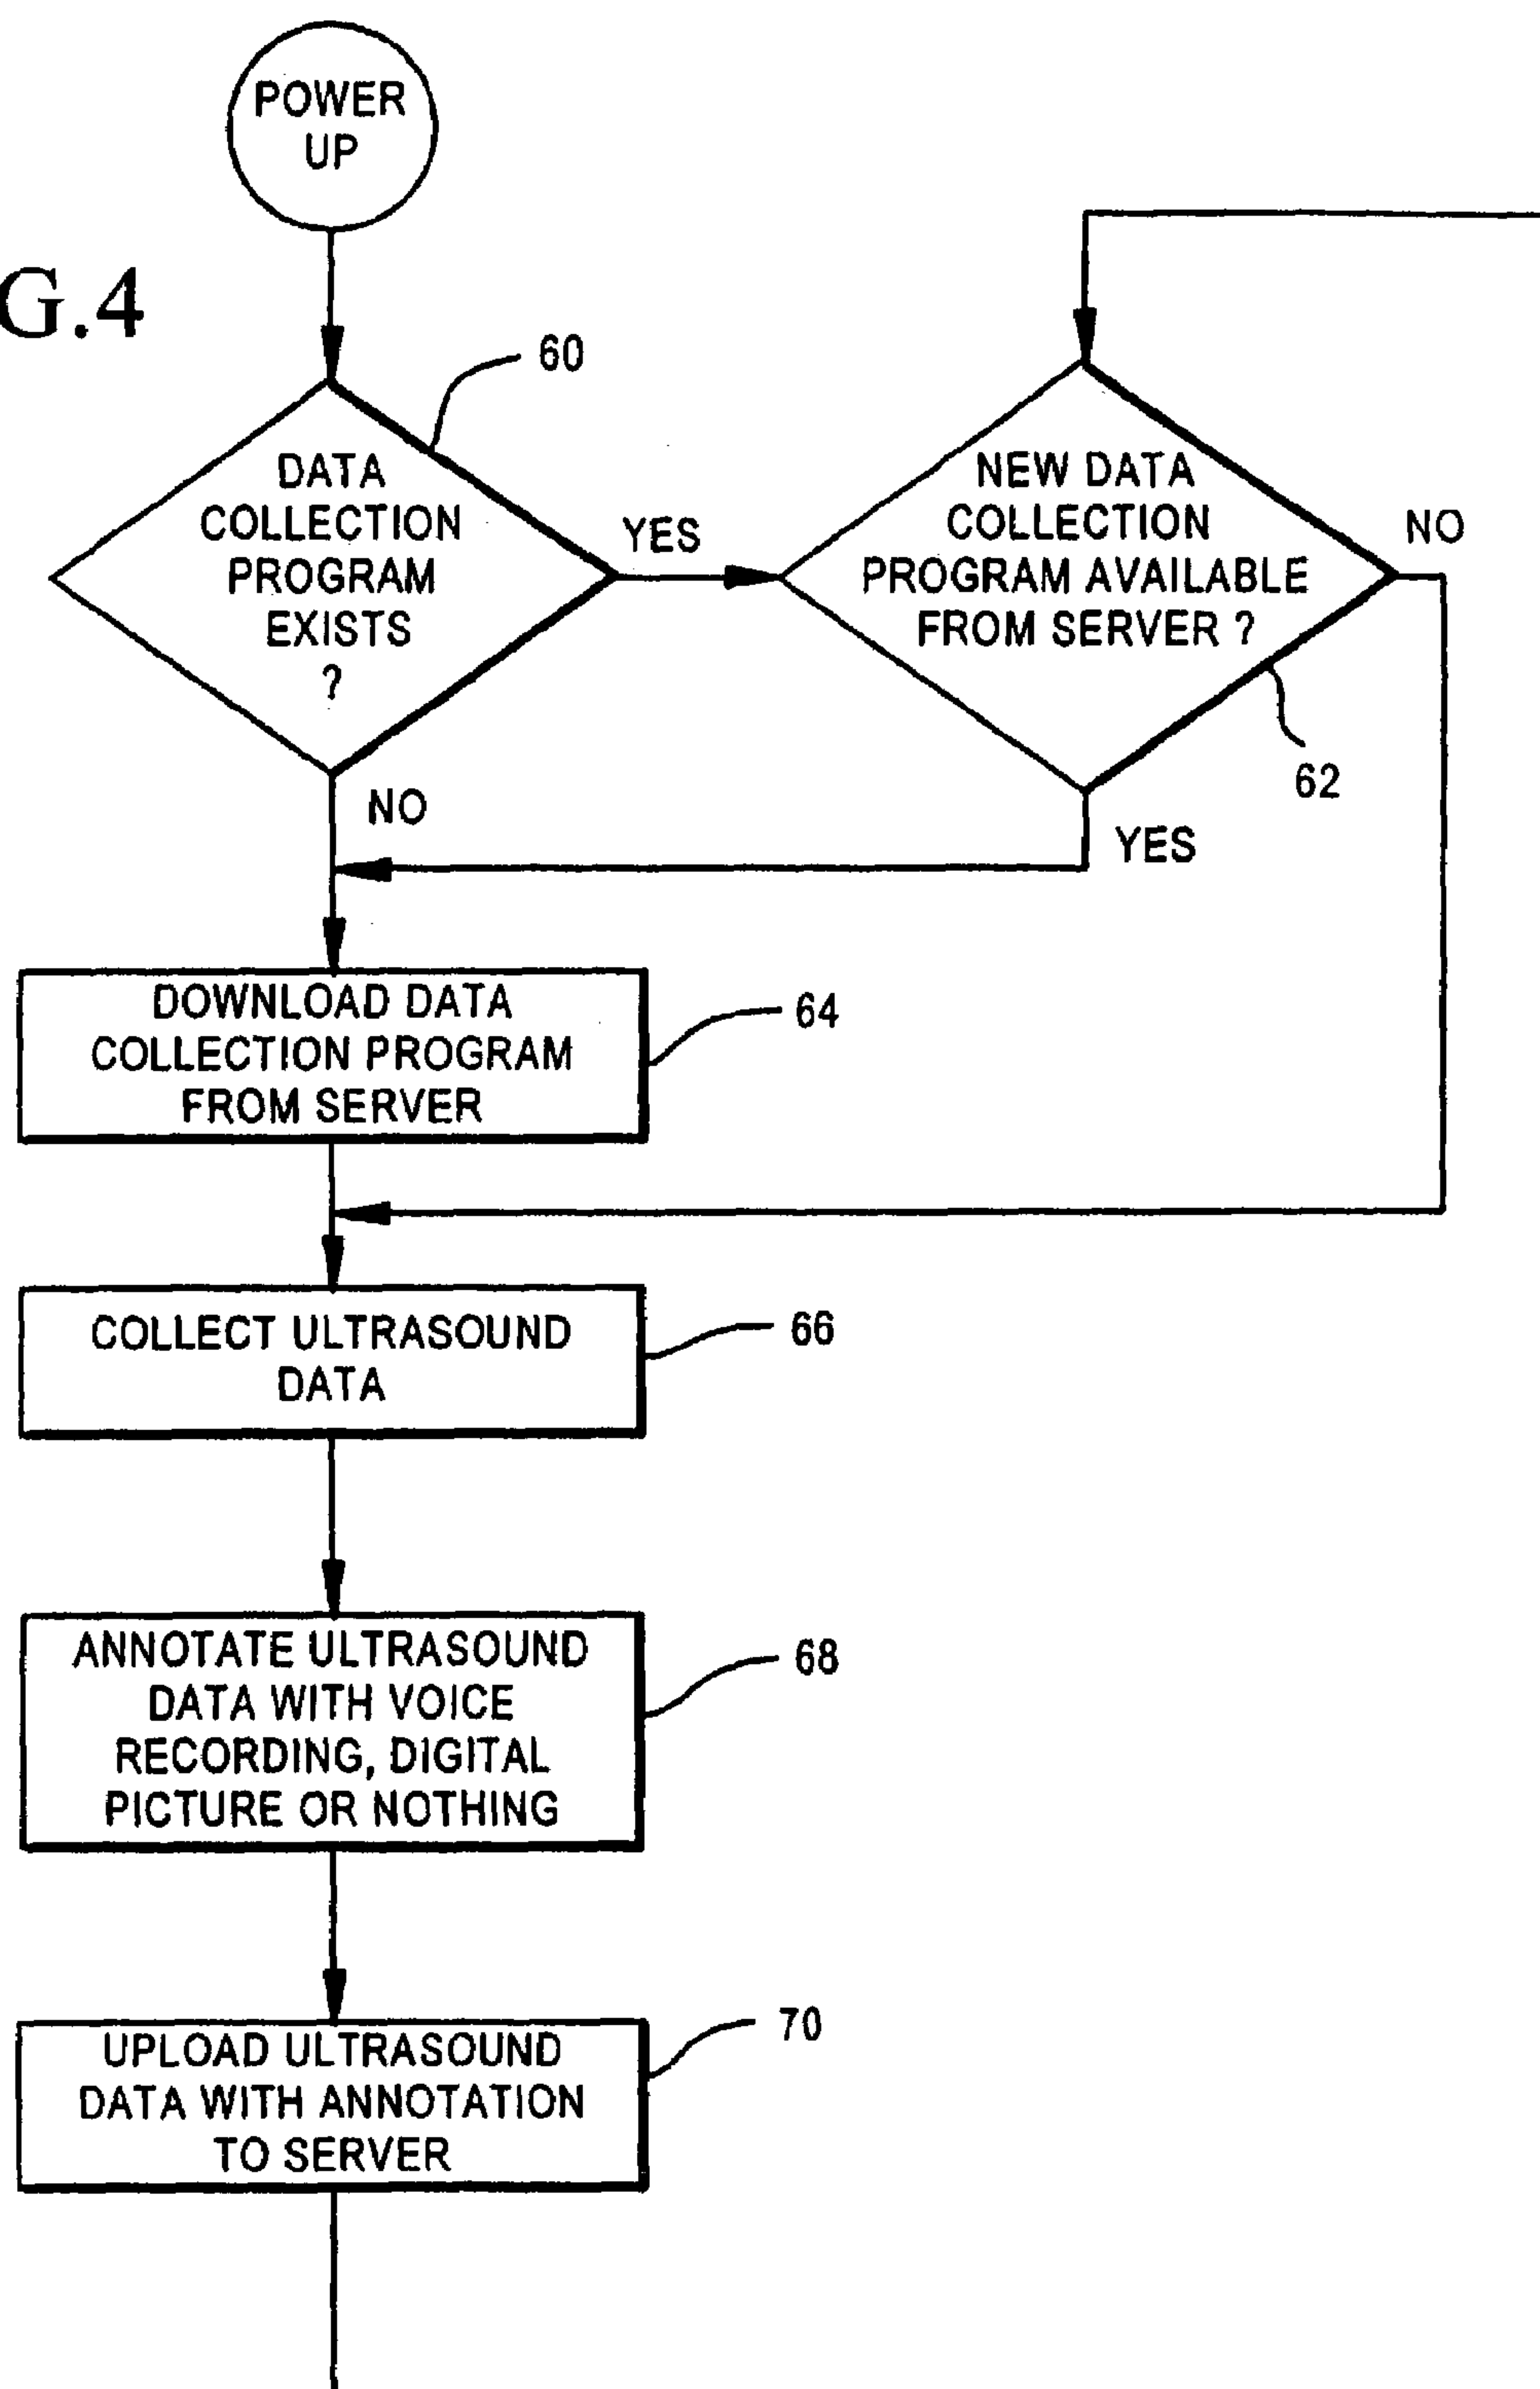 POWER
UP
G.4
60
DATA
COLLECTION
PROGRAM
EXISTS
?
YES
NEW DATA
COLLECTION
PROGRAM AVAILABLE
FROM SERVER ?
NO
62
NO
YES
DOWNLOAD DATA
COLLECTION PROGRAM
FROM SERVER
64
COLLECT ULTRASOUND
DATA
66
ANNOTATE ULTRASOUND
DATA WITH VOICE
RECORDING, DIGITAL
PICTURE OR NOTHING
68
UPLOAD ULTRASOUND
DATA WITH ANNOTATION
TO SERVER
70